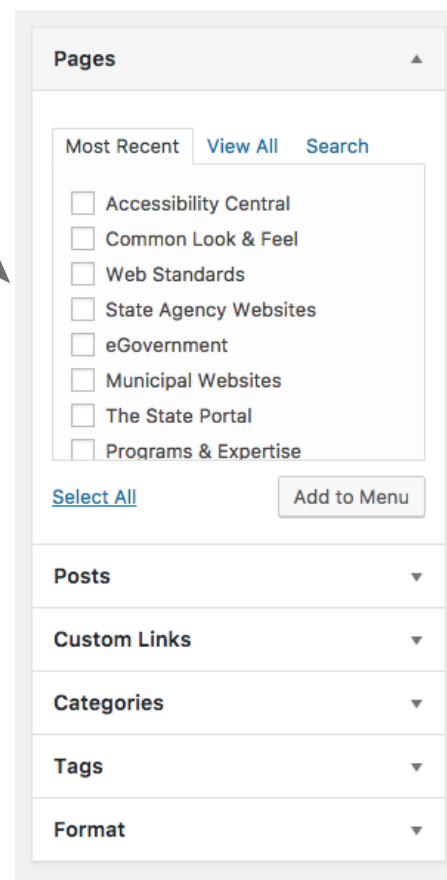 Pages
Most Recent View All Search
Accessibility Central
Common Look & Feel
Web Standards
State Agency Websites
eGovernment
Municipal Websites
The State Portal
Programs & Expertise
Select All Add to Menu
Posts
Custom Links
Categories
Tags
Format